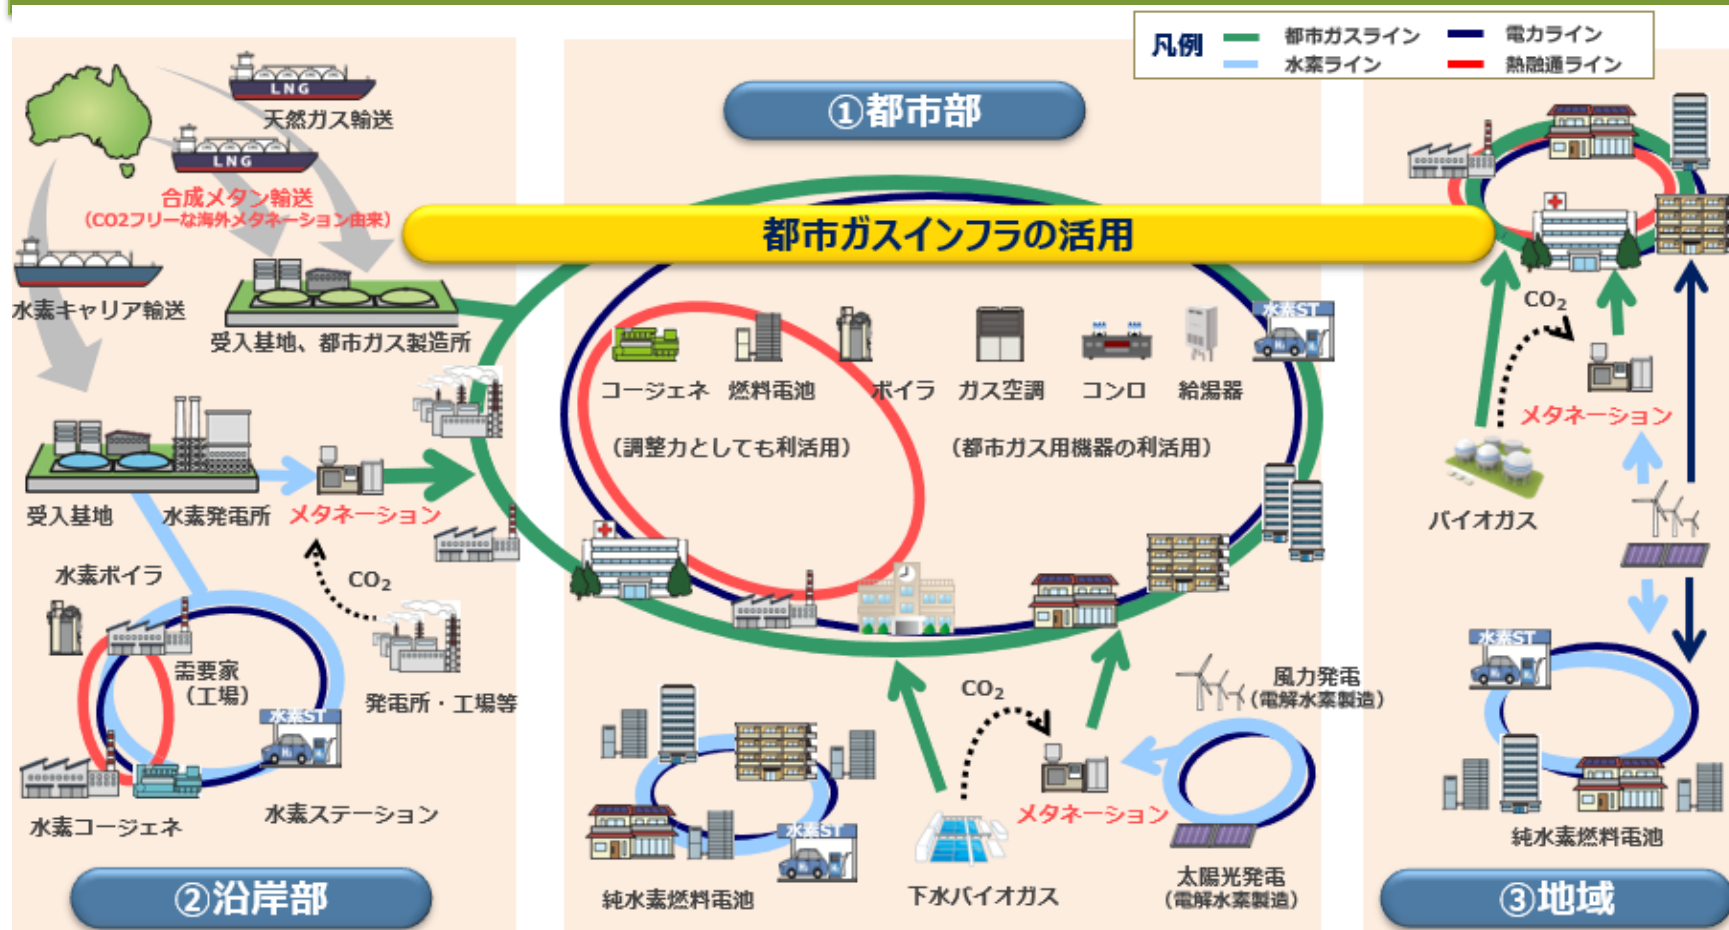 凡例
都市ガスライン
電力ライン
水素ライン
熱融通ライン
①都市部
都市ガスインフラの活用
LNG
天然ガス輸送
LNG
合成メタン輸送
(CO2フリーな海外メタネーション由来)
水素キャリア輸送
受入基地、都市ガス製造所
受入基地
水素発電所
メタネーション
CO2
水素ボイラ
需要家
(工場)
発電所・工場等
水素ST
水素コージェネ
水素ステーション
②沿岸部
コージェネ
燃料電池
ボイラ
ガス空調
コンロ
給湯器
水素ST
(調整力としても利活用)
(都市ガス用機器の利活用)
水素ST
純水素燃料電池
CO2
メタネーション
下水バイオガス
風力発電
(電解水素製造)
太陽光発電
(電解水素製造)
CO2
メタネーション
バイオガス
水素ST
純水素燃料電池
③地域